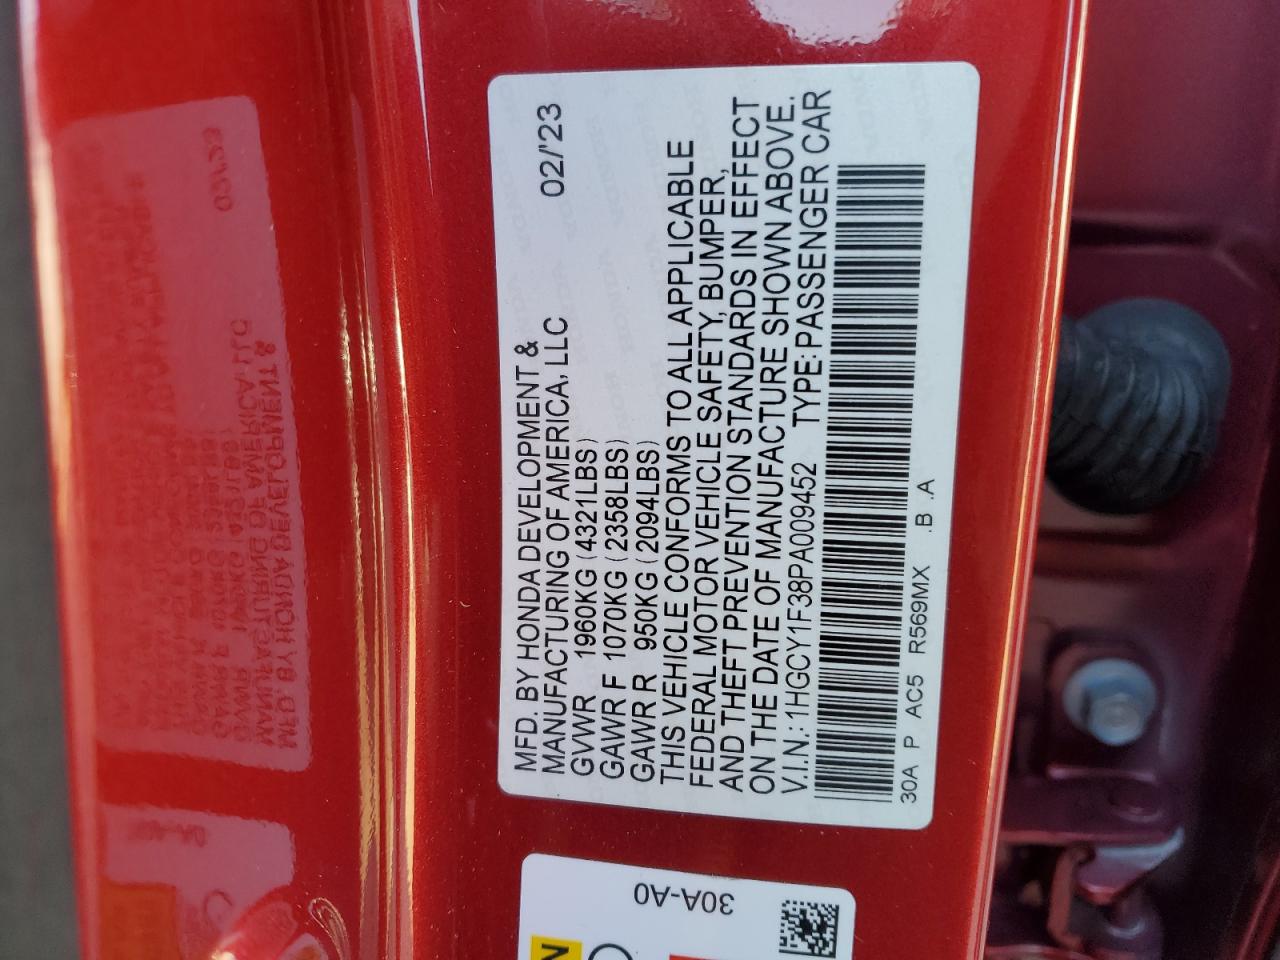 MFD. BY HONDA DEVELOPMENT &
MANUFACTURING OF AMERICA, LLC 02/'23
GVWR 1960KG (4321LBS)
GAWR F 1070KG (2358LBS)
GAWR R 950KG (2094LBS)
THIS VEHICLE CONFORMS TO ALL APPLICABLE
FEDERAL MOTOR VEHICLE SAFETY, BUMPER,
AND THEFT PREVENTION STANDARDS IN EFFECT
ON THE DATE OF MANUFACTURE SHOWN ABOVE.
V.I.N.: 1HGCY1F38PA009452 TYPE: PASSENGER CAR
30A P AC5 R569MX .B .A
30A-A0